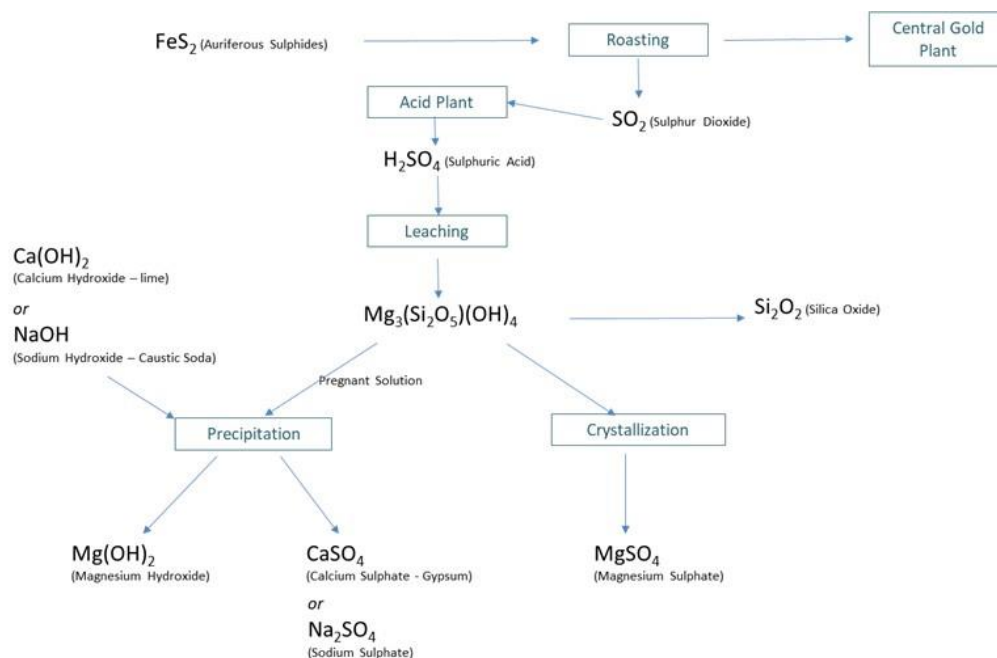 FeS₂ (Auriferous Sulphides)
Roasting
Central Gold
Plant
Acid Plant
SO₂ (Sulphur Dioxide)
H₂SO₄ (Sulphuric Acid)
Leaching
Ca(OH)₂
(Calcium Hydroxide – lime)
or
NaOH
(Sodium Hydroxide – Caustic Soda)
Mg₃(Si₂O₅)(OH)₄
Si₂O₂ (Silica Oxide)
Pregnant Solution
Precipitation
Crystallization
Mg(OH)₂
(Magnesium Hydroxide)
CaSO₄
(Calcium Sulphate - Gypsum)
or
Na₂SO₄
(Sodium Sulphate)
MgSO₄
(Magnesium Sulphate)